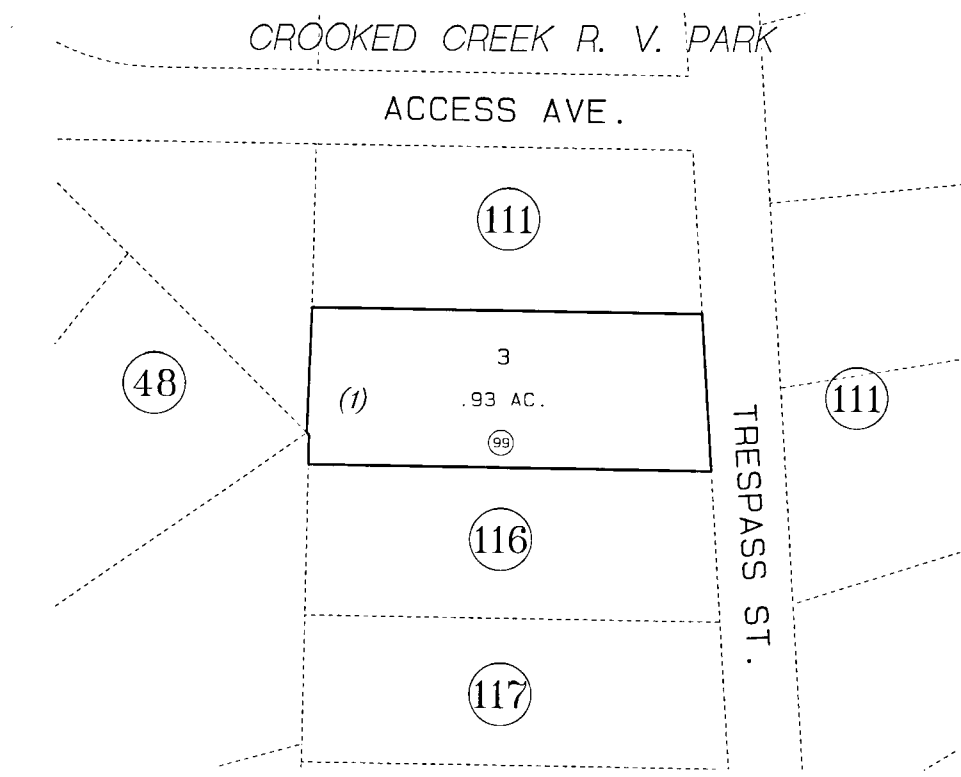 CROOKED CREEK R. V. PARK
ACCESS AVE.
111
3
48
(1)
.93 AC.
111
99
TRESPASS ST.
116
117